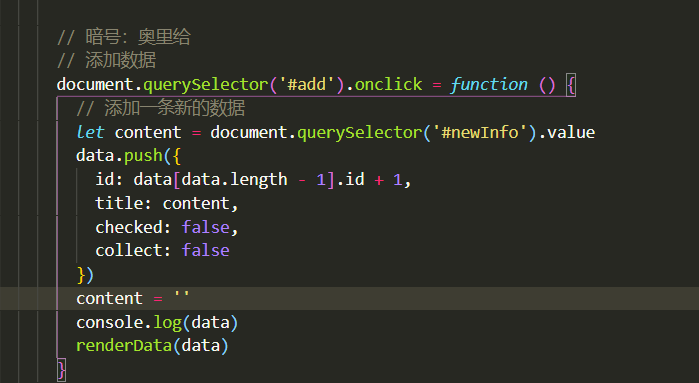 // 暗号：奥里给
// 添加数据
document.querySelector('#add').onclick = function () {
// 添加一条新的数据
let content = document.querySelector('#newInfo').value
data.push({
id: data[data.length - 1].id + 1,
title: content,
checked: false,
collect: false
})
content = ''
console.log(data)
renderData(data)
}